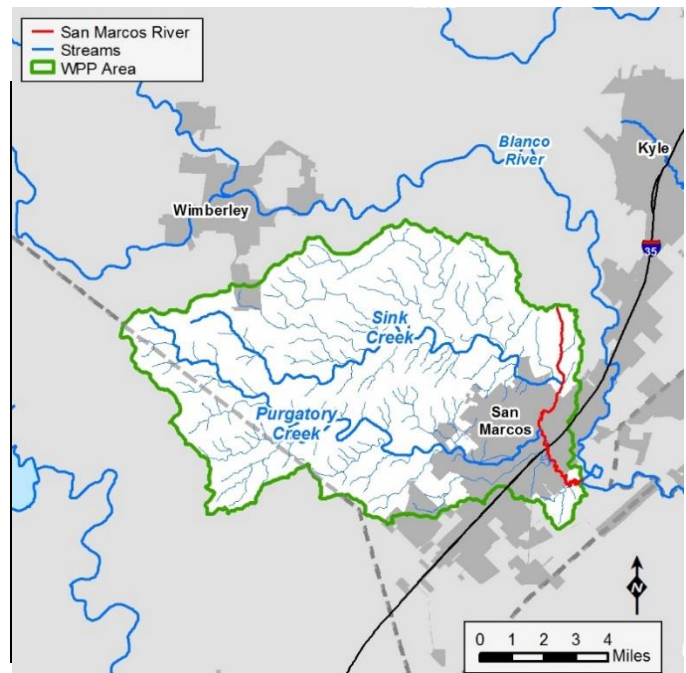 San Marcos River
Streams
WPP Area
Blanco
River
Kyle
Wimberley
35
Sink
Creek
San
Marcos
Purgatory
Creek
N
0 1 2 3 4
Miles